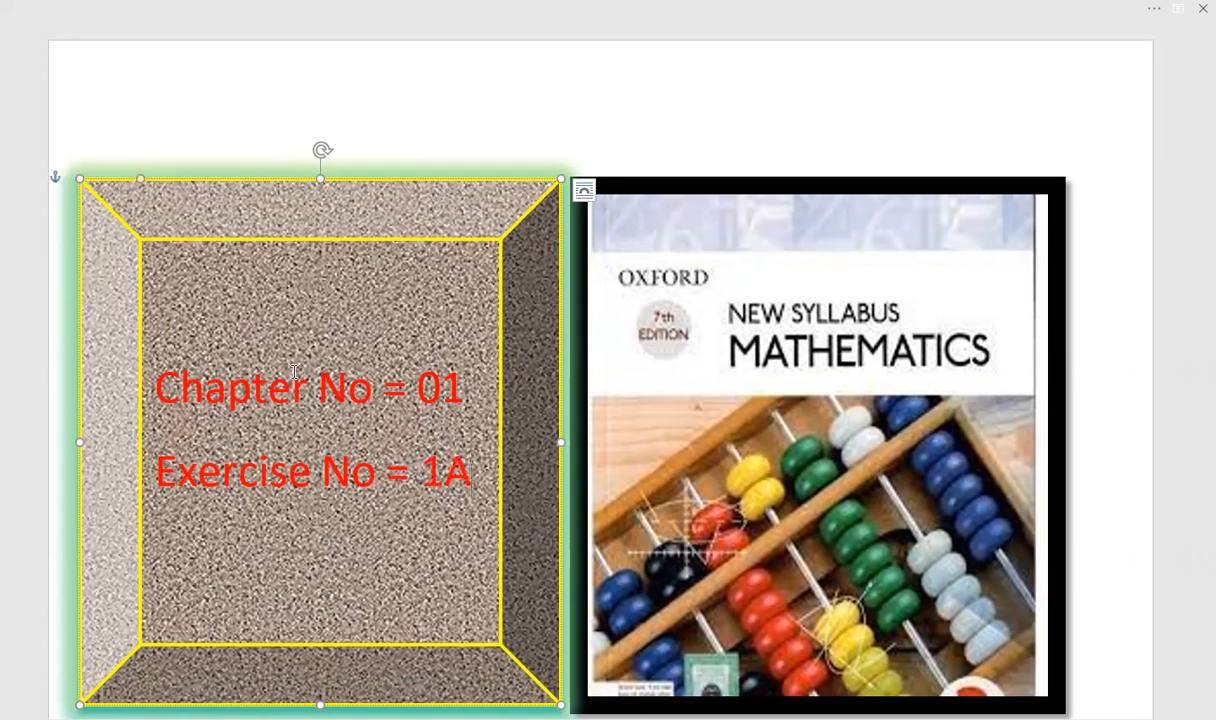 Chapter No = 01
Exercise No = 1A
OXFORD
7th
EDITION
NEW SYLLABUS
MATHEMATICS